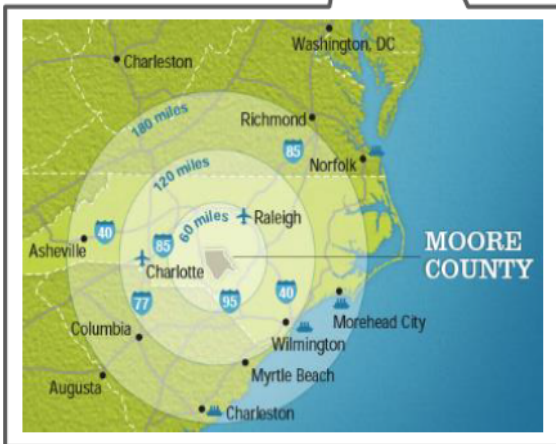 Washington, DC
Charleston
180 miles
Richmond
85
120 miles
Norfolk
60 miles
Raleigh
40
Asheville
85
Charlotte
MOORE
COUNTY
77
95
40
Morehead City
Columbia
Wilmington
Myrtle Beach
Augusta
Charleston